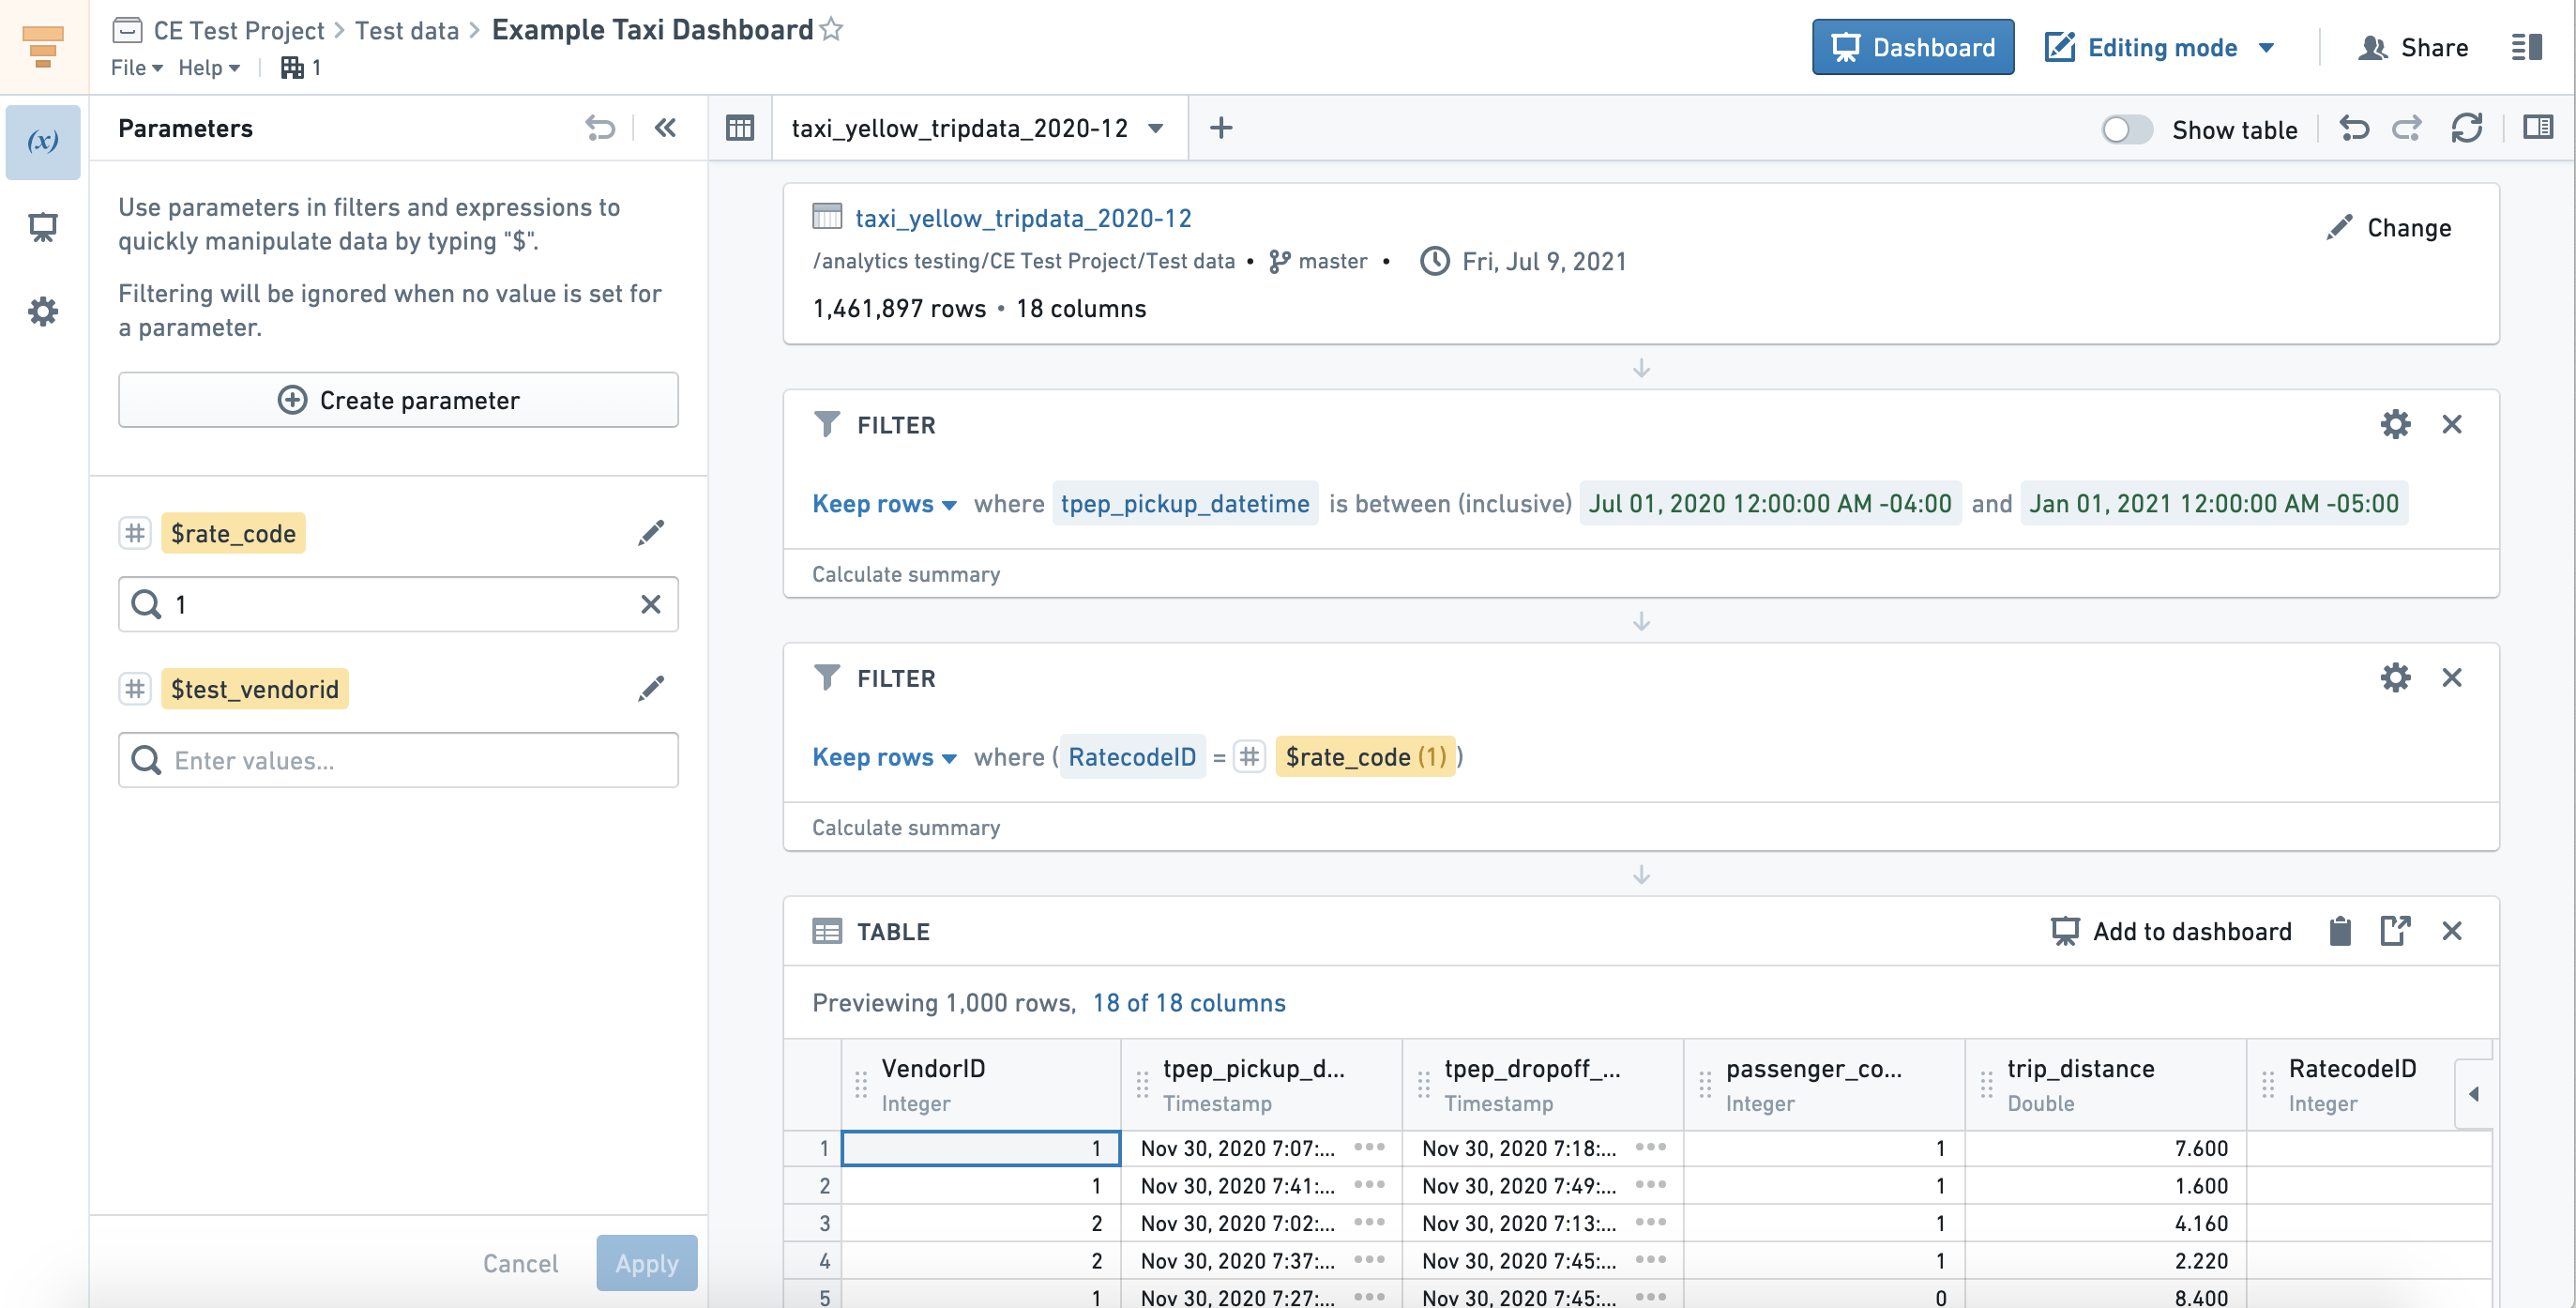 CE Test Project > Test data > Example Taxi Dashboard
File Help 1
Dashboard
Editing mode
Share
(x)
Parameters
Use parameters in filters and expressions to
quickly manipulate data by typing "$".
Filtering will be ignored when no value is set for
a parameter.
Create parameter
# $rate_code
1
# $test_vendorid
Enter values...
Cancel
Apply
taxi_yellow_tripdata_2020-12
Show table
taxi_yellow_tripdata_2020-12
/analytics testing/CE Test Project/Test data • master • Fri, Jul 9, 2021
1,461,897 rows • 18 columns
Change
FILTER
Keep rows where tpep_pickup_datetime is between (inclusive) Jul 01, 2020 12:00:00 AM -04:00 and Jan 01, 2021 12:00:00 AM -05:00
Calculate summary
FILTER
Keep rows where ( RatecodeID = # $rate_code (1) )
Calculate summary
TABLE
Add to dashboard
Previewing 1,000 rows, 18 of 18 columns
VendorID tpep_pickup_d... tpep_dropoff_... passenger_co... trip_distance RatecodeID
Integer Timestamp Timestamp Integer Double Integer
1 1 Nov 30, 2020 7:07:... ••• Nov 30, 2020 7:18:... ••• 1 7.600
2 1 Nov 30, 2020 7:41:... ••• Nov 30, 2020 7:49:... ••• 1 1.600
3 2 Nov 30, 2020 7:02:... ••• Nov 30, 2020 7:13:... ••• 1 4.160
4 2 Nov 30, 2020 7:37:... ••• Nov 30, 2020 7:45:... ••• 1 2.220
5 1 Nov 30, 2020 7:27:... ••• Nov 30, 2020 7:45:... ••• 0 8.400